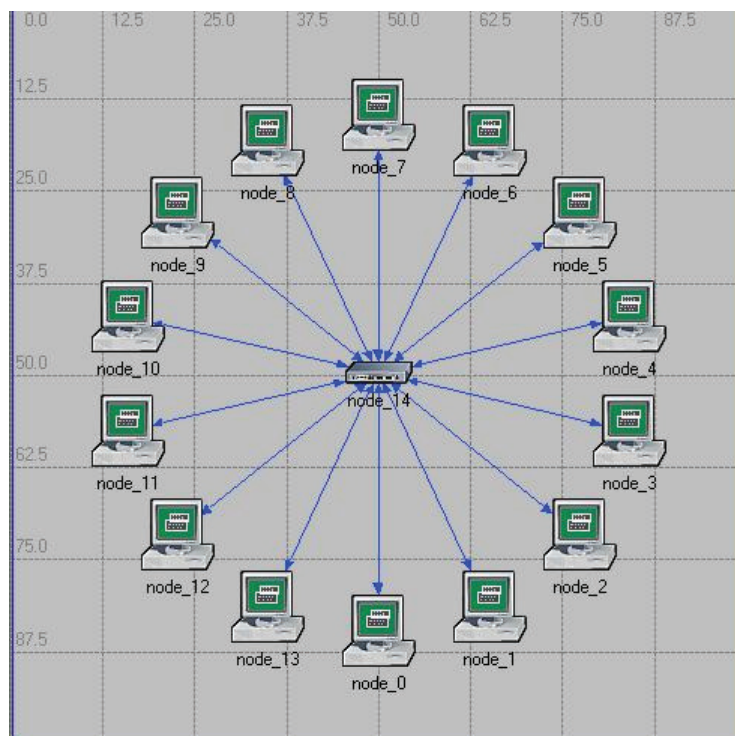 0.0 12.5 25.0 37.5 50.0 62.5 75.0 87.5
12.5
node_7
node_8 node_6
25.0
node_9 node_5
37.5
node_10 node_4
50.0
node_14
node_11 node_3
62.5
75.0
node_12 node_2
87.5
node_13 node_1
node_0